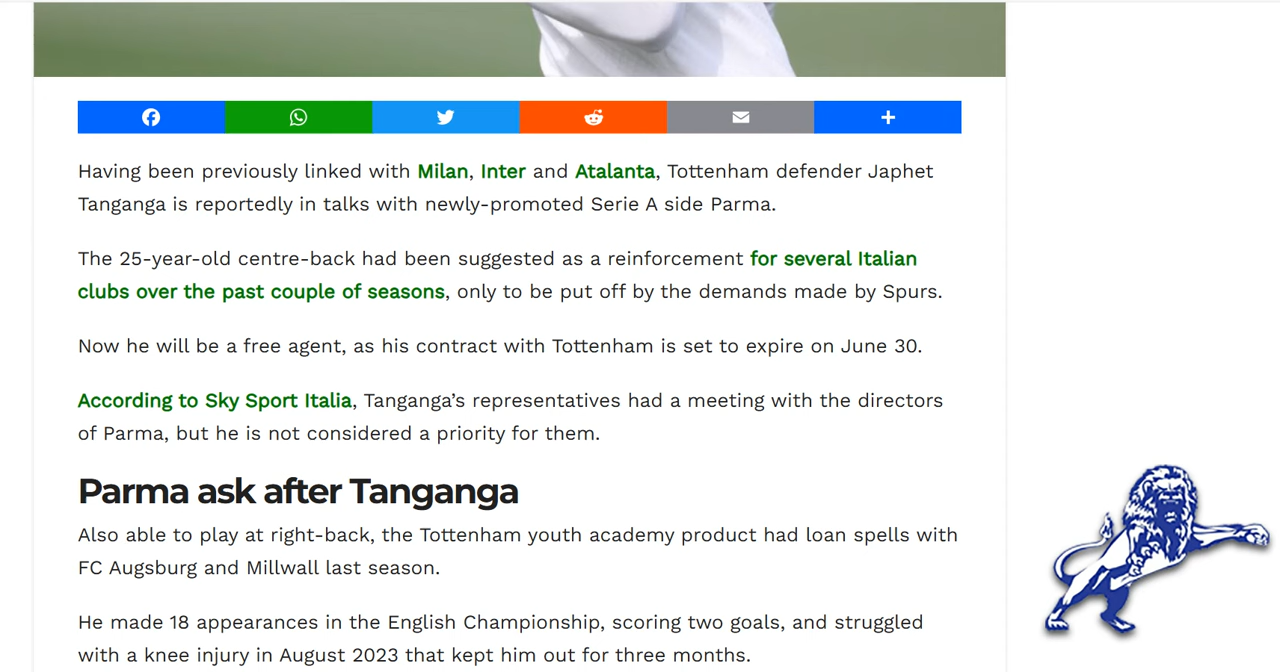 Having been previously linked with Milan, Inter and Atalanta, Tottenham defender Japhet
Tanganga is reportedly in talks with newly-promoted Serie A side Parma.
The 25-year-old centre-back had been suggested as a reinforcement for several Italian
clubs over the past couple of seasons, only to be put off by the demands made by Spurs.
Now he will be a free agent, as his contract with Tottenham is set to expire on June 30.
According to Sky Sport Italia, Tanganga’s representatives had a meeting with the directors
of Parma, but he is not considered a priority for them.
Parma ask after Tanganga
Also able to play at right-back, the Tottenham youth academy product had loan spells with
FC Augsburg and Millwall last season.
He made 18 appearances in the English Championship, scoring two goals, and struggled
with a knee injury in August 2023 that kept him out for three months.